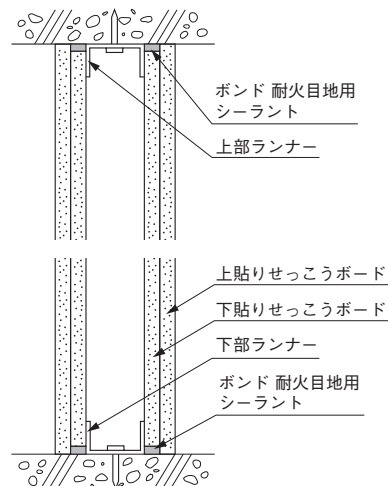 ボンド 耐火目地用
シーラント
上部ランナー
上貼りせっこうボード
下貼りせっこうボード
下部ランナー
ボンド 耐火目地用
シーラント